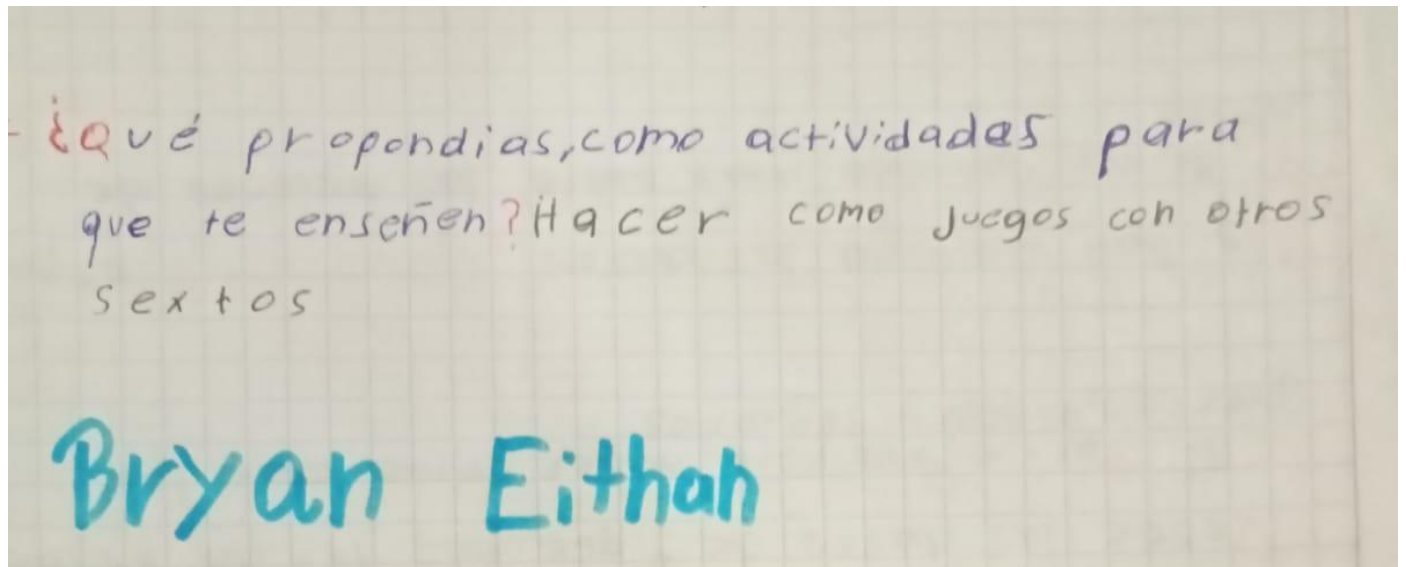 - ¿Qué propondias, como actividades para
que te enseñen? Hacer como juegos con otros
sextos
Bryan Eithan